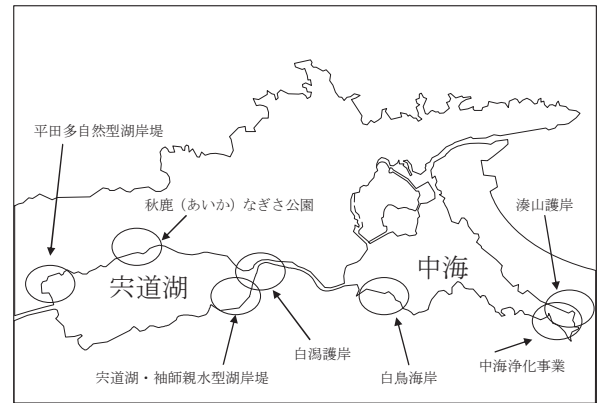 平田多自然型湖岸堤
秋鹿（あいか）なぎさ公園
湊山護岸
中海
宍道湖
白潟護岸
中海浄化事業
宍道湖・袖師親水型湖岸堤
白鳥海岸